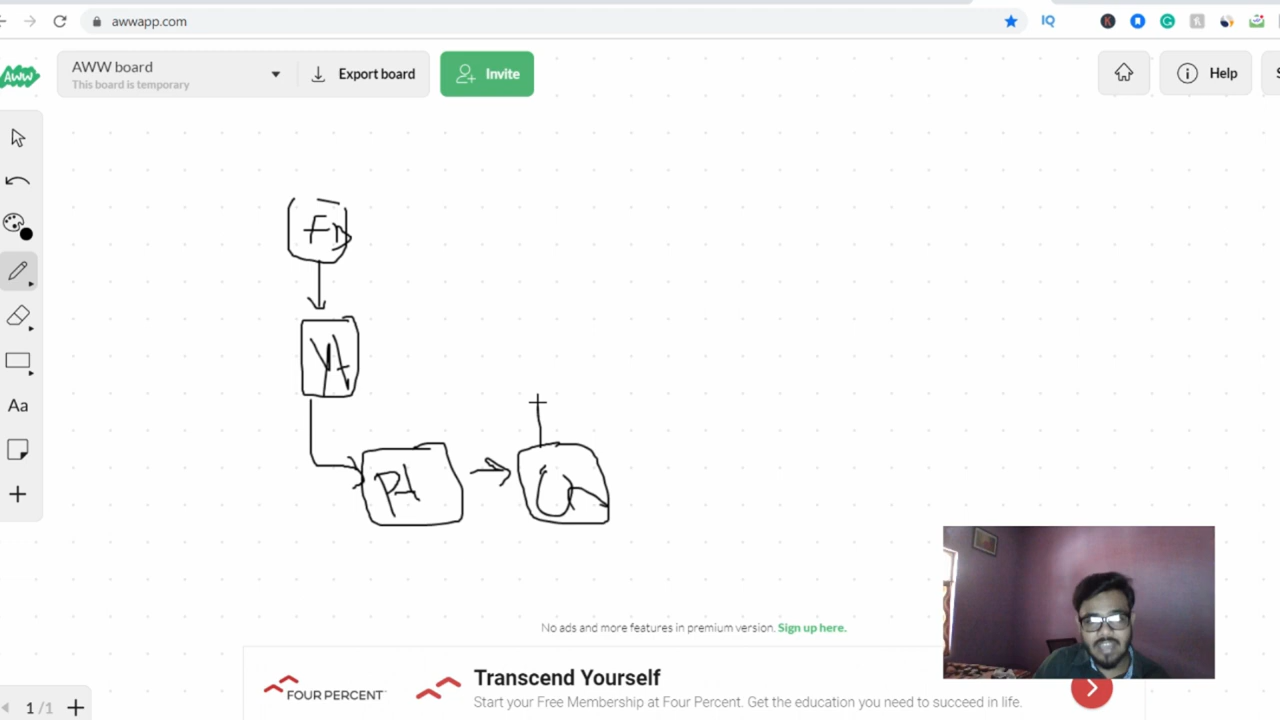 awwapp.com
IQ
AWW
AWW board
This board is temporary
Export board
Invite
Help
Yt
Pt
Aa
No ads and more features in premium version. Sign up here.
FOUR PERCENT
Transcend Yourself
Start your Free Membership at Four Percent. Get the education you need to succeed in life.
1/1